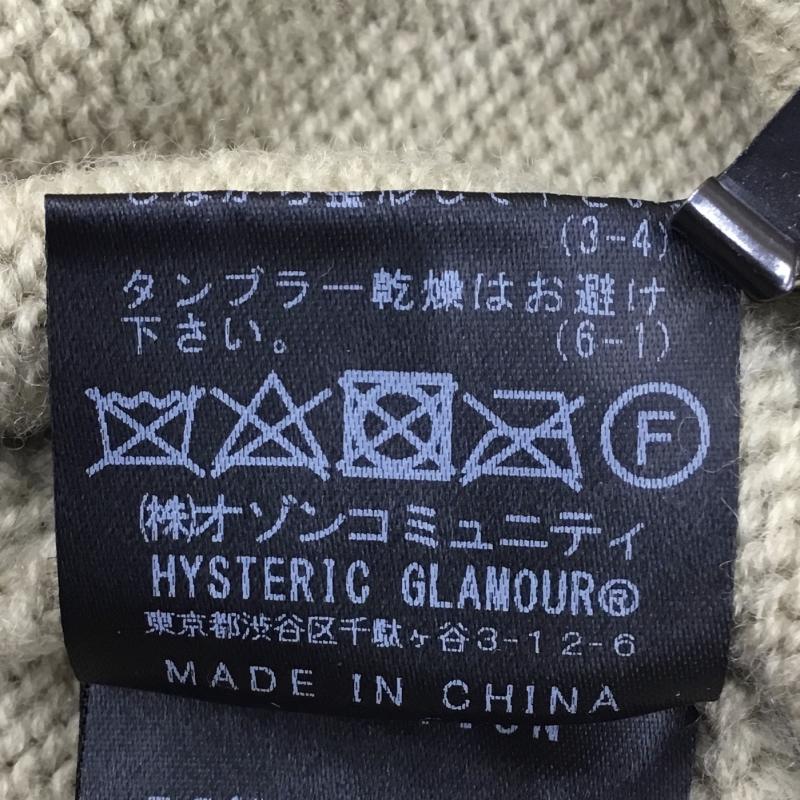 (3-4)
タンブラー乾燥はお避け
下さい。 (6-1)
F
(株)オゾンコミュニティ
HYSTERIC GLAMOUR®
東京都渋谷区千駄ヶ谷3-12-6
MADE IN CHINA